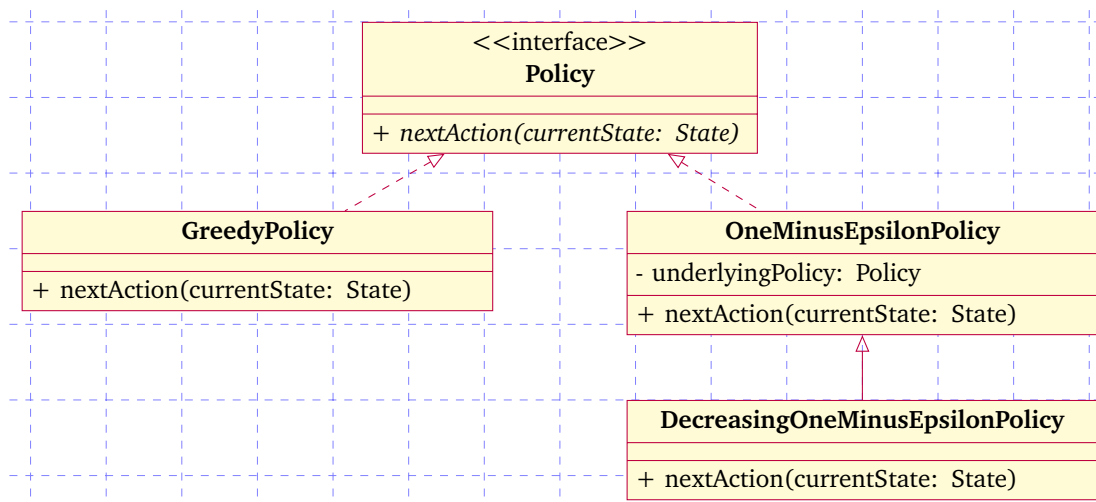 <<interface>>
Policy
+ nextAction(currentState: State)
GreedyPolicy
+ nextAction(currentState: State)
OneMinusEpsilonPolicy
- underlyingPolicy: Policy
+ nextAction(currentState: State)
DecreasingOneMinusEpsilonPolicy
+ nextAction(currentState: State)